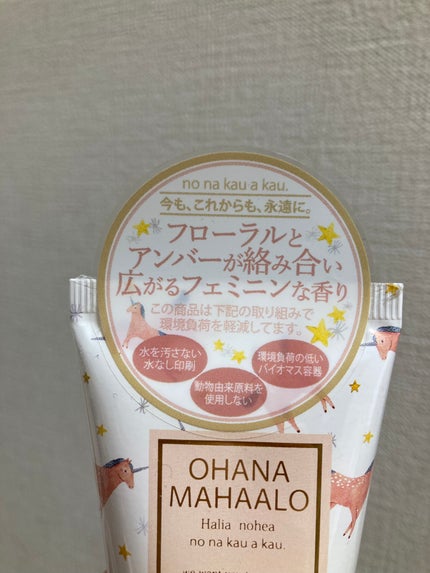 no na kau a kau.
今も、これからも、永遠に。
フローラルと
アンバーが絡み合い
広がるフェミニンな香り
この商品は下記の取り組みで
環境負荷を軽減してます。
水を汚さない
水なし印刷
環境負荷の低い
バイオマス容器
動物由来原料を
使用しない
OHANA
MAHAALO
Halia nohea
no na kau a kau.